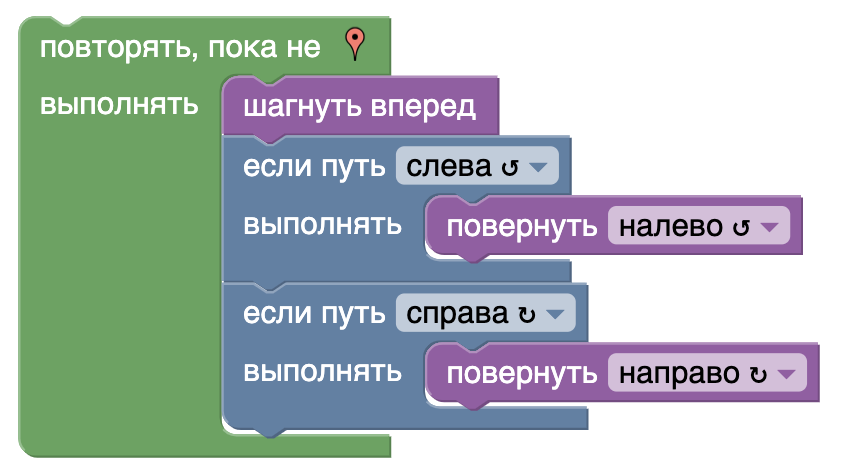 повторять, пока не
выполнять шагнуть вперед
если путь слева ↺
выполнять повернуть налево ↺
если путь справа ↻
выполнять повернуть направо ↻